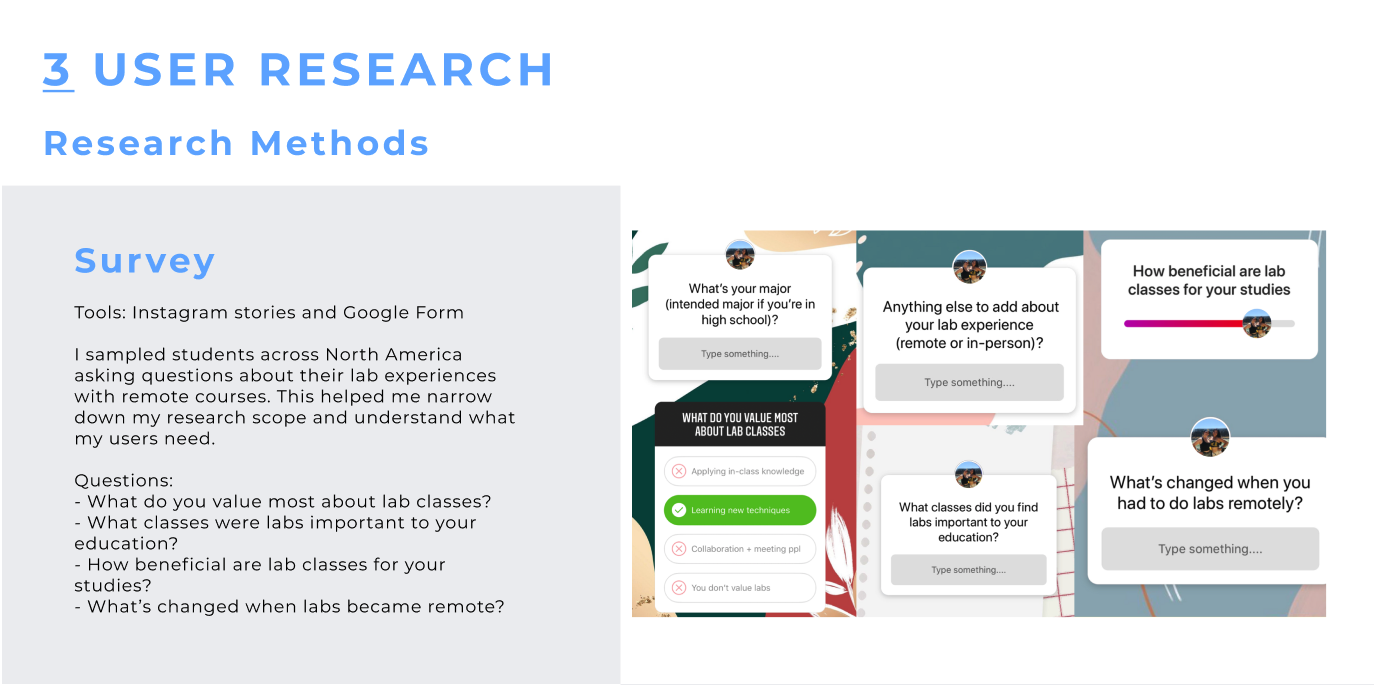 3 USER RESEARCH
Research Methods
Survey
Tools: Instagram stories and Google Form
I sampled students across North America
asking questions about their lab experiences
with remote courses. This helped me narrow
down my research scope and understand what
my users need.
Questions:
- What do you value most about lab classes?
- What classes were labs important to your
education?
- How beneficial are lab classes for your
studies?
- What's changed when labs became remote?
What's your major
(intended major if you're in
high school)?
Type something....
WHAT DO YOU VALUE MOST
ABOUT LAB CLASSES
Applying in-class knowledge
Learning new techniques
Collaboration + meeting ppl
You don't value labs
Anything else to add about
your lab experience
(remote or in-person)?
Type something....
What classes did you find
labs important to your
education?
Type something....
How beneficial are lab
classes for your studies
What's changed when you
had to do labs remotely?
Type something....